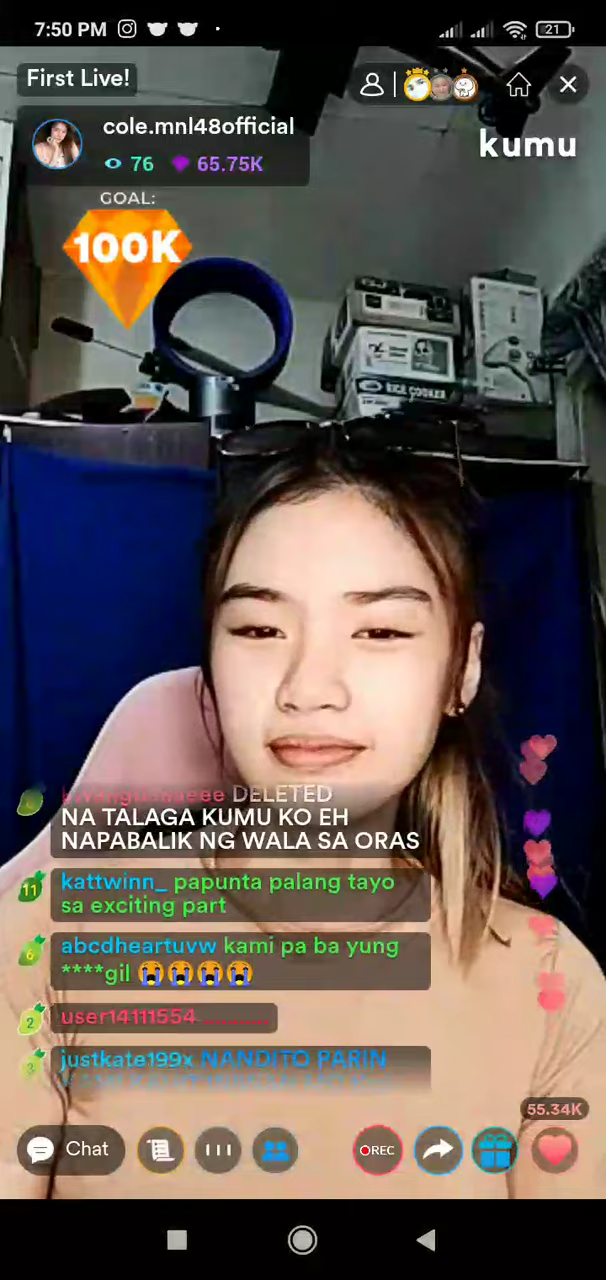 7:50 PM
21
First Live!
cole.mnl48official
76
65.75K
kumu
GOAL:
100K
RICE COOKER
DELETED
NA TALAGA KUMU KO EH
NAPABALIK NG WALA SA ORAS
11
kattwinn_ papunta palang tayo
sa exciting part
6
abcdheartuvw kami pa ba yung
****gil 😭😭😭😭
2
user14111554 ............
3
justkate199x NANDITO PARIN
55.34K
Chat
REC